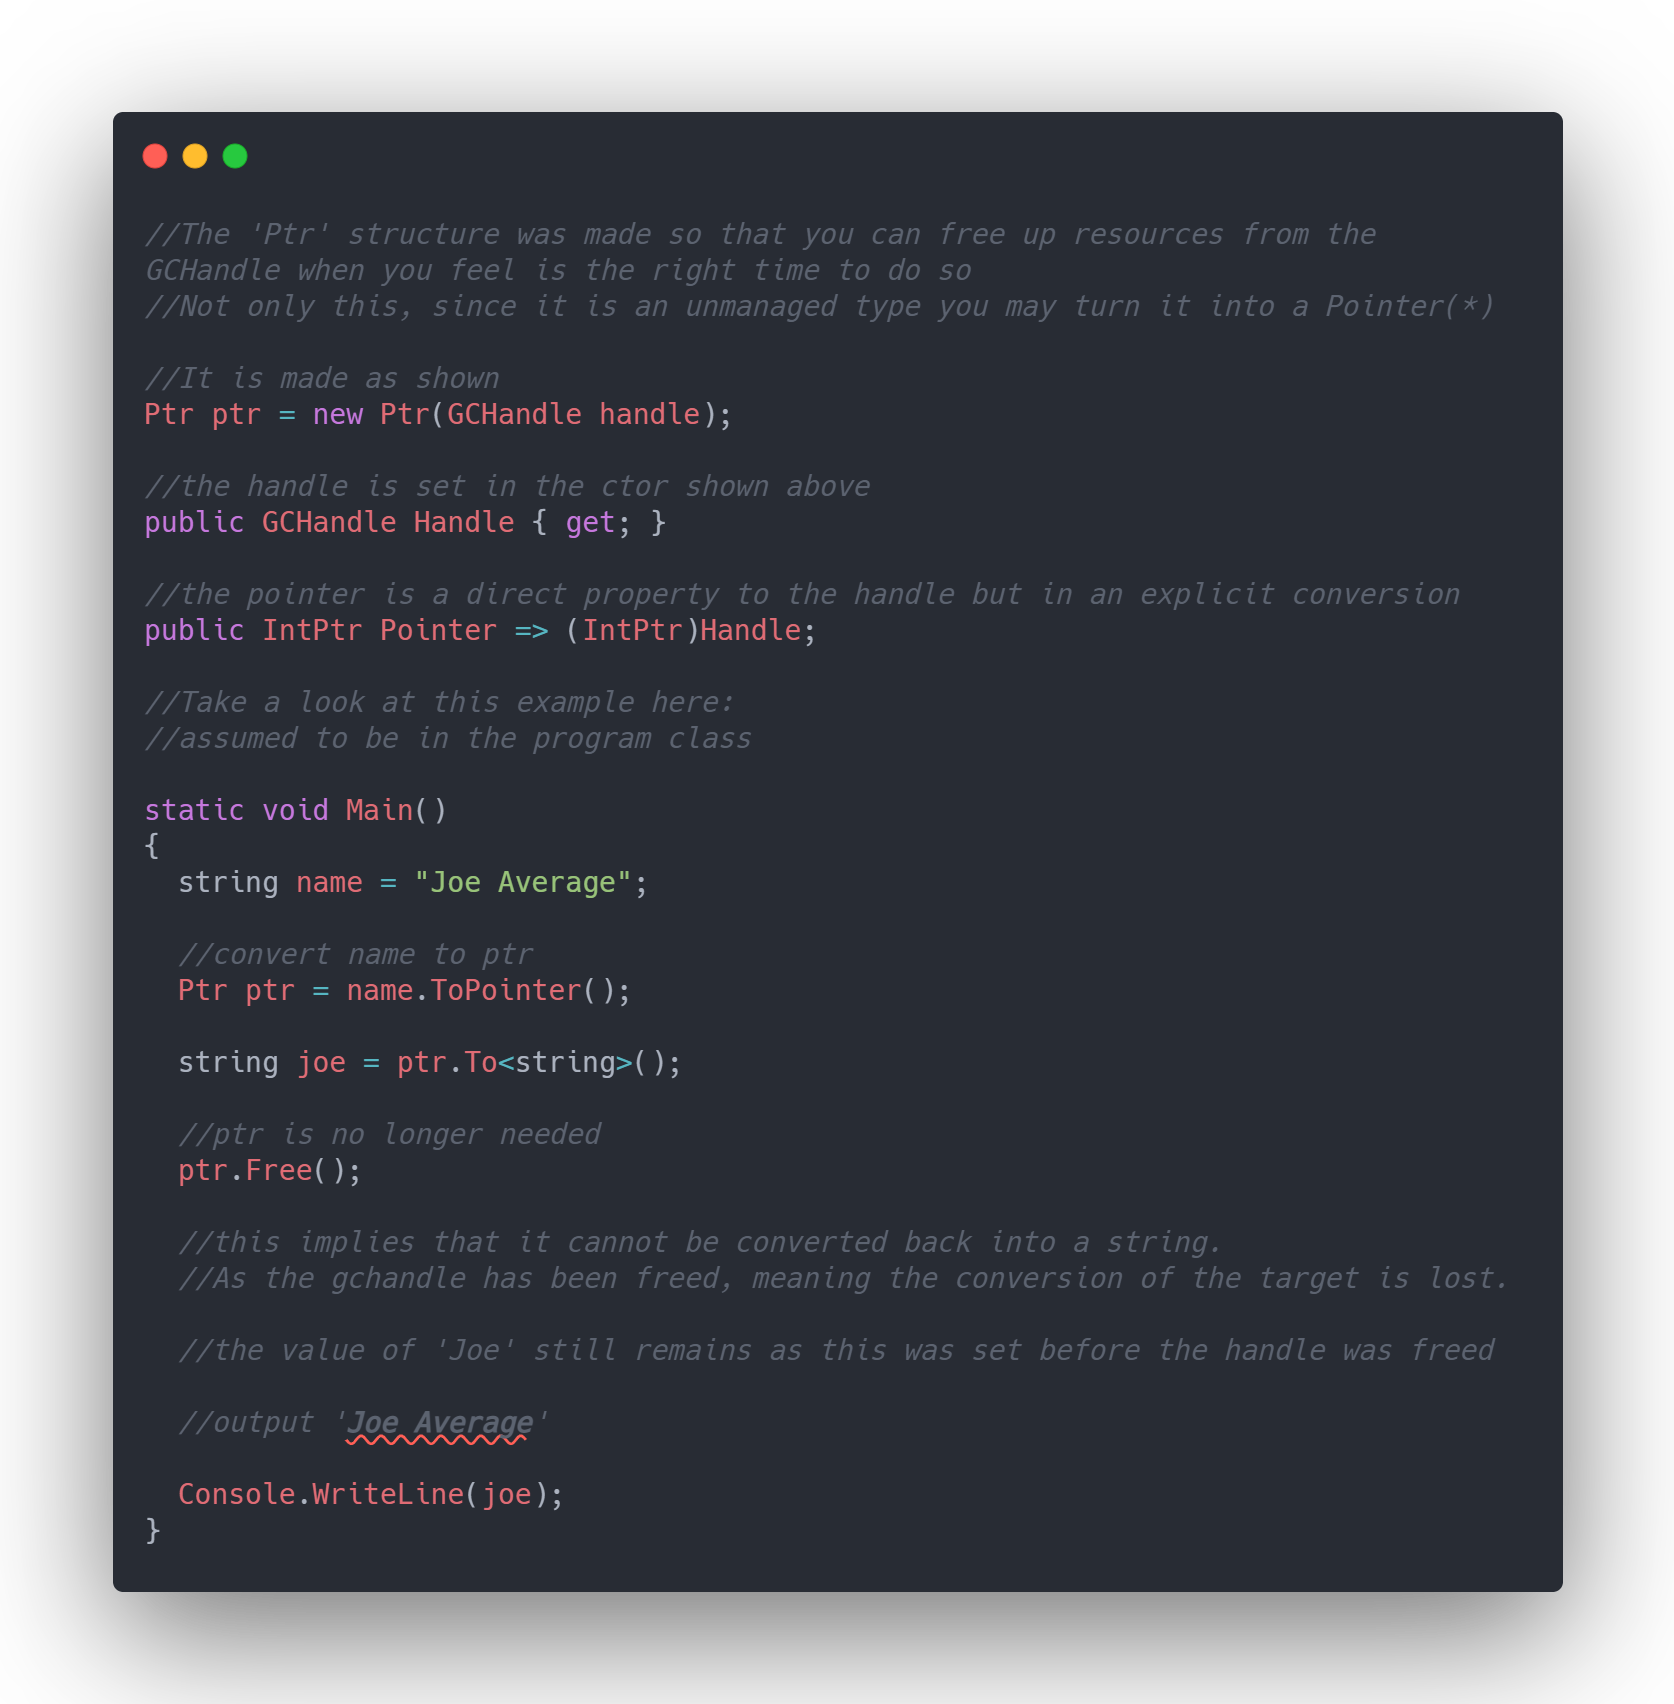 //The 'Ptr' structure was made so that you can free up resources from the
GCHandle when you feel is the right time to do so
//Not only this, since it is an unmanaged type you may turn it into a Pointer(*)
//It is made as shown
Ptr ptr = new Ptr(GCHandle handle);
//the handle is set in the ctor shown above
public GCHandle Handle { get; }
//the pointer is a direct property to the handle but in an explicit conversion
public IntPtr Pointer => (IntPtr)Handle;
//Take a look at this example here:
//assumed to be in the program class
static void Main()
{
  string name = "Joe Average";
  //convert name to ptr
  Ptr ptr = name.ToPointer();
  string joe = ptr.To<string>();
  //ptr is no longer needed
  ptr.Free();
  //this implies that it cannot be converted back into a string.
  //As the gchandle has been freed, meaning the conversion of the target is lost.
  //the value of 'Joe' still remains as this was set before the handle was freed
  //output 'Joe Average'
  Console.WriteLine(joe);
}